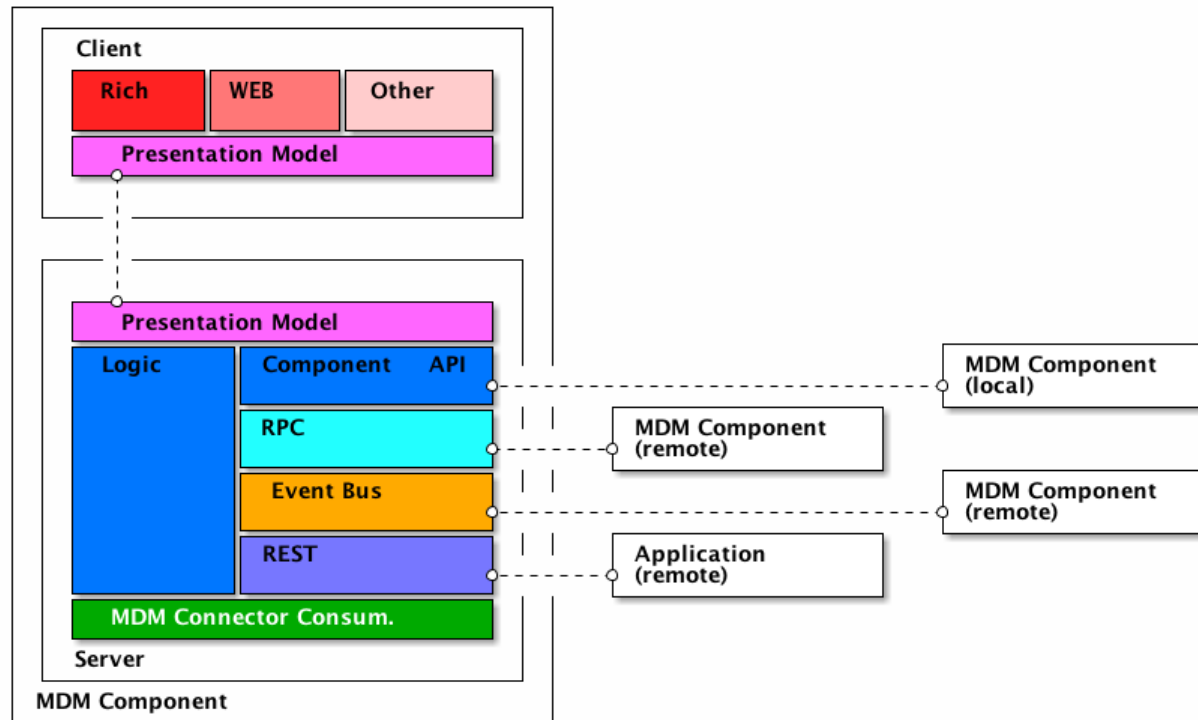 Client
Rich
WEB
Other
Presentation Model
Presentation Model
Logic
Component API
MDM Component
(local)
RPC
MDM Component
(remote)
Event Bus
MDM Component
(remote)
REST
Application
(remote)
MDM Connector Consum.
Server
MDM Component